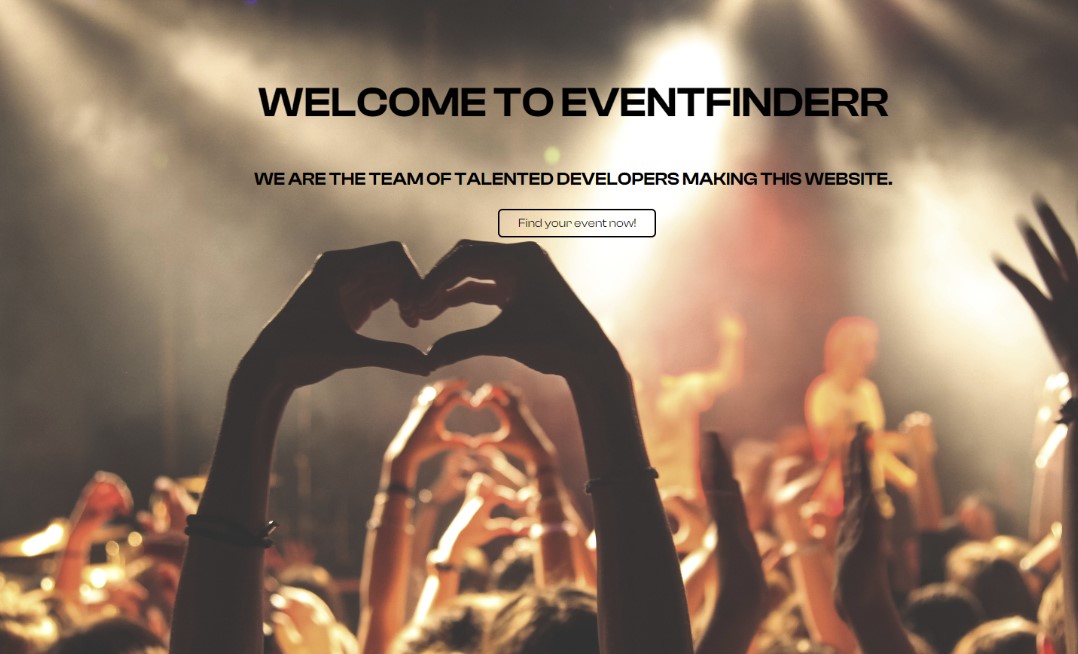 WELCOME TO EVENTFINDERR
WE ARE THE TEAM OF TALENTED DEVELOPERS MAKING THIS WEBSITE.
Find your event now!